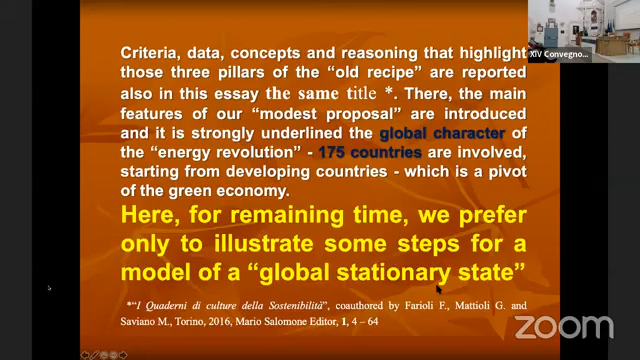 Criteria, data, concepts and reasoning that highlight
those three pillars of the “old recipe” are reported
also in this essay the same title *. There, the main
features of our “modest proposal” are introduced
and it is strongly underlined the global character of
the “energy revolution” - 175 countries are involved,
starting from developing countries - which is a pivot
of the green economy.
Here, for remaining time, we prefer
only to illustrate some steps for a
model of a “global stationary state”
*“I Quaderni di culture della Sostenibilità”, coauthored by Farioli F., Mattioli G. and
Saviano M., Torino, 2016, Mario Salomone Editor, 1, 4 – 64
XIV Convegno...
zoom